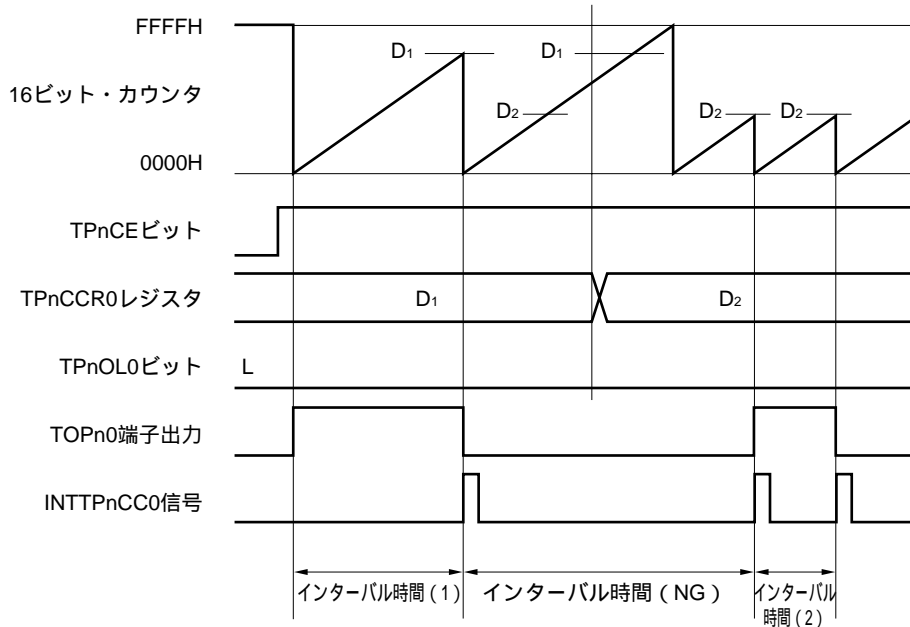 FFFFH
D1
D1
16ビット・カウンタ
D2
D2
D2
0000H
TPnCEビット
TPnCCR0レジスタ
D1
D2
TPnOL0ビット
L
TOPn0端子出力
INTTPnCC0信号
インターバル時間（1）
インターバル時間（NG）
インターバル
時間（2）